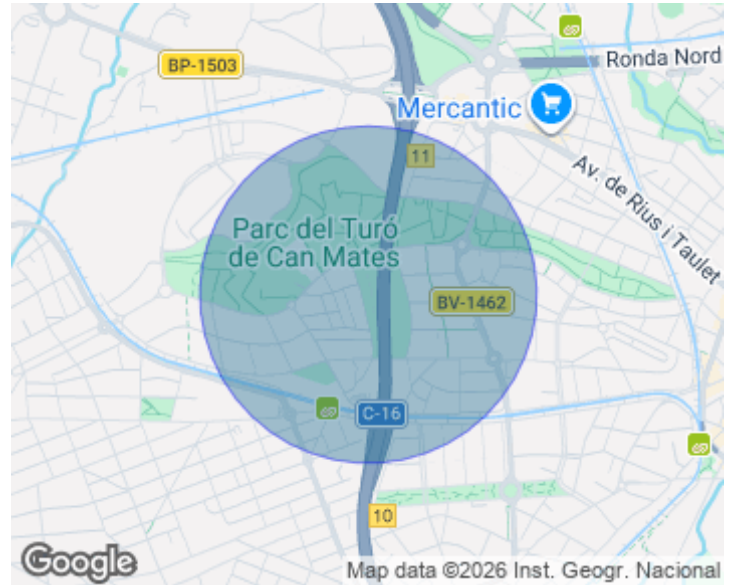 Ronda Nord
BP-1503
Mercantic
11
Av. de Rius i Taulet
Parc del Turó
de Can Mates
BV-1462
C-16
10
Google
Map data ©2026 Inst. Geogr. Nacional